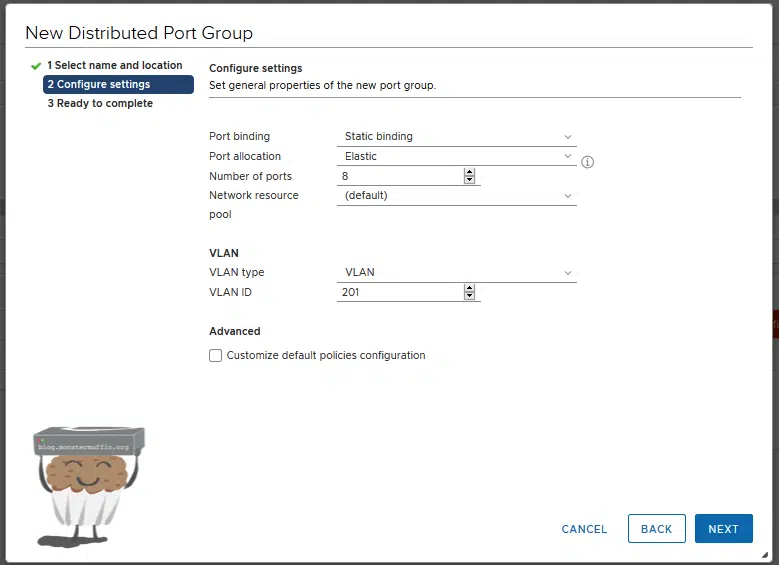 New Distributed Port Group
1 Select name and location
2 Configure settings
3 Ready to complete
Configure settings
Set general properties of the new port group.
Port binding
Static binding
Port allocation
Elastic
Number of ports
8
Network resource
pool
(default)
VLAN
VLAN type
VLAN
VLAN ID
201
Advanced
Customize default policies configuration
blog.monstermuffin.org
CANCEL
BACK
NEXT